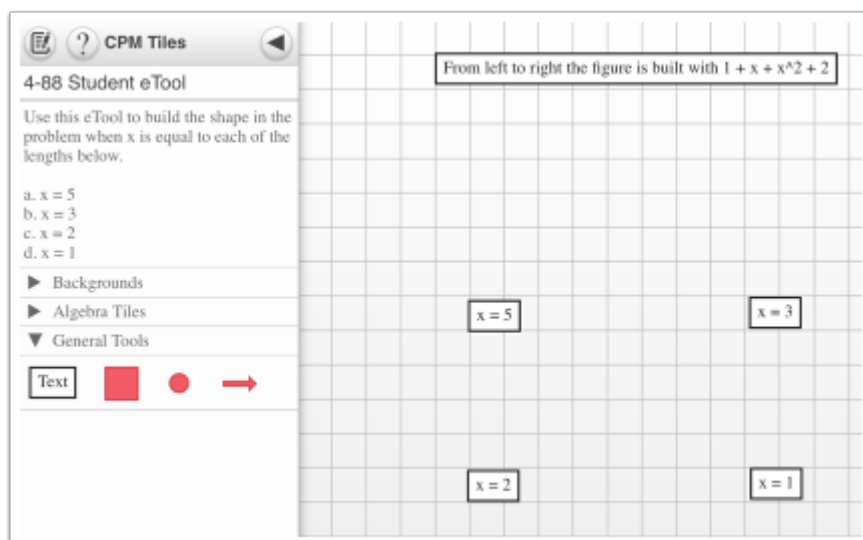 ? CPM Tiles
4-88 Student eTool
Use this eTool to build the shape in the
problem when x is equal to each of the
lengths below.
a. x = 5
b. x = 3
c. x = 2
d. x = 1
Backgrounds
Algebra Tiles
General Tools
Text
From left to right the figure is built with 1 + x + x^2 + 2
x = 5
x = 3
x = 2
x = 1